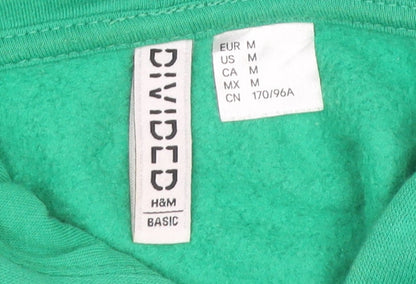 DIVIDED
H&M
BASIC
EUR M
US M
CA M
MX M
CN 170/96A